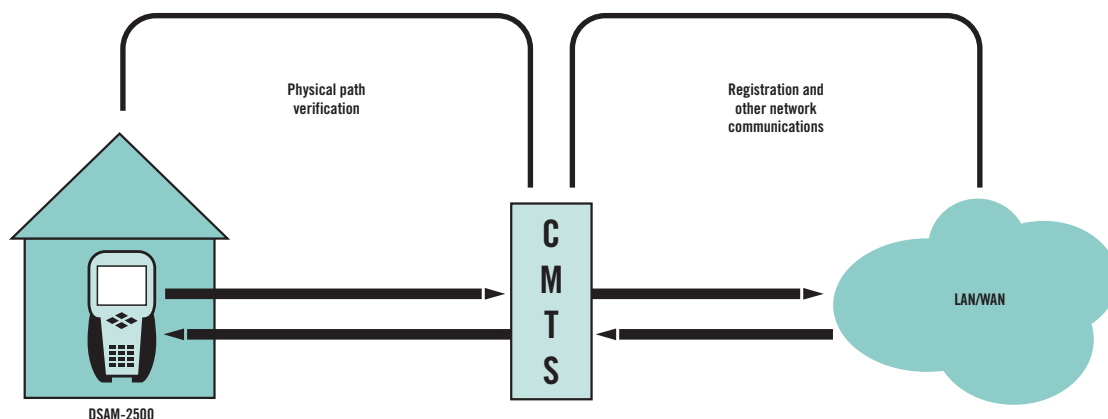 Physical path
verification
Registration and
other network
communications
C
M
T
S
LAN/WAN
DSAM-2500